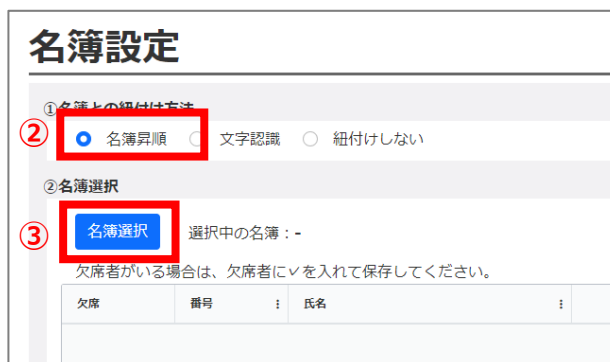 名簿設定
①名簿との紐付け方法
② 名簿昇順 文字認識 紐付けしない
②名簿選択
③ 名簿選択 選択中の名簿：-
欠席者がいる場合は、欠席者に✓を入れて保存してください。
欠席 番号 ⋮ 氏名 ⋮